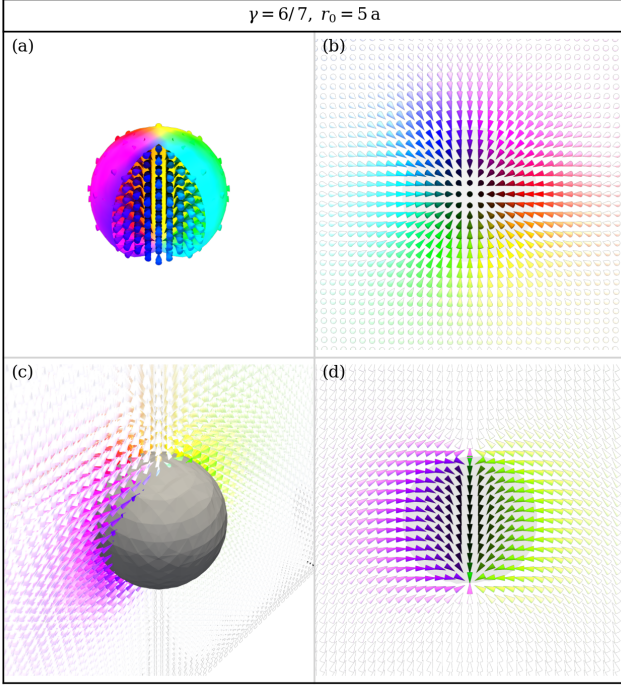 γ = 6/7, r₀ = 5 a
(a)
(b)
(c)
(d)